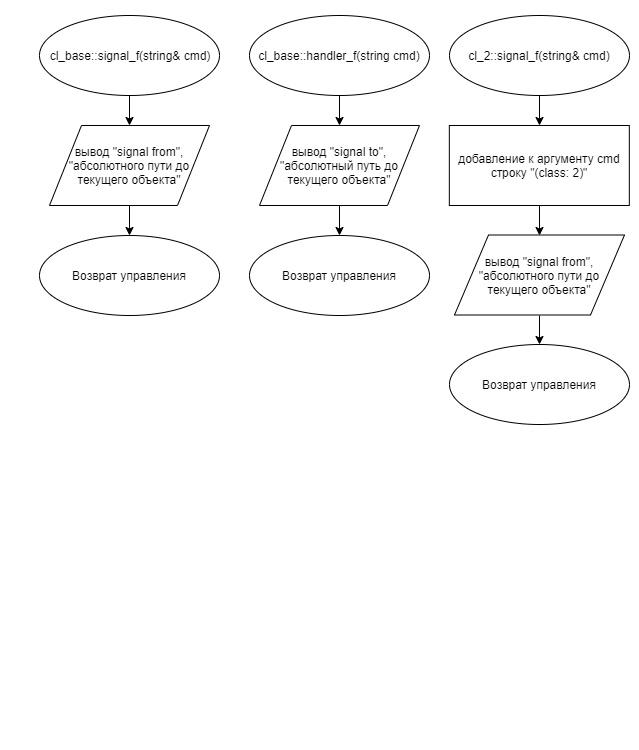 cl_base::signal_f(string& cmd)
вывод "signal from",
"абсолютного пути до
текущего объекта"
Возврат управления
cl_base::handler_f(string cmd)
вывод "signal to",
"абсолютный путь до
текущего объекта"
Возврат управления
cl_2::signal_f(string& cmd)
добавление к аргументу cmd
строку "(class: 2)"
вывод "signal from",
"абсолютного пути до
текущего объекта"
Возврат управления